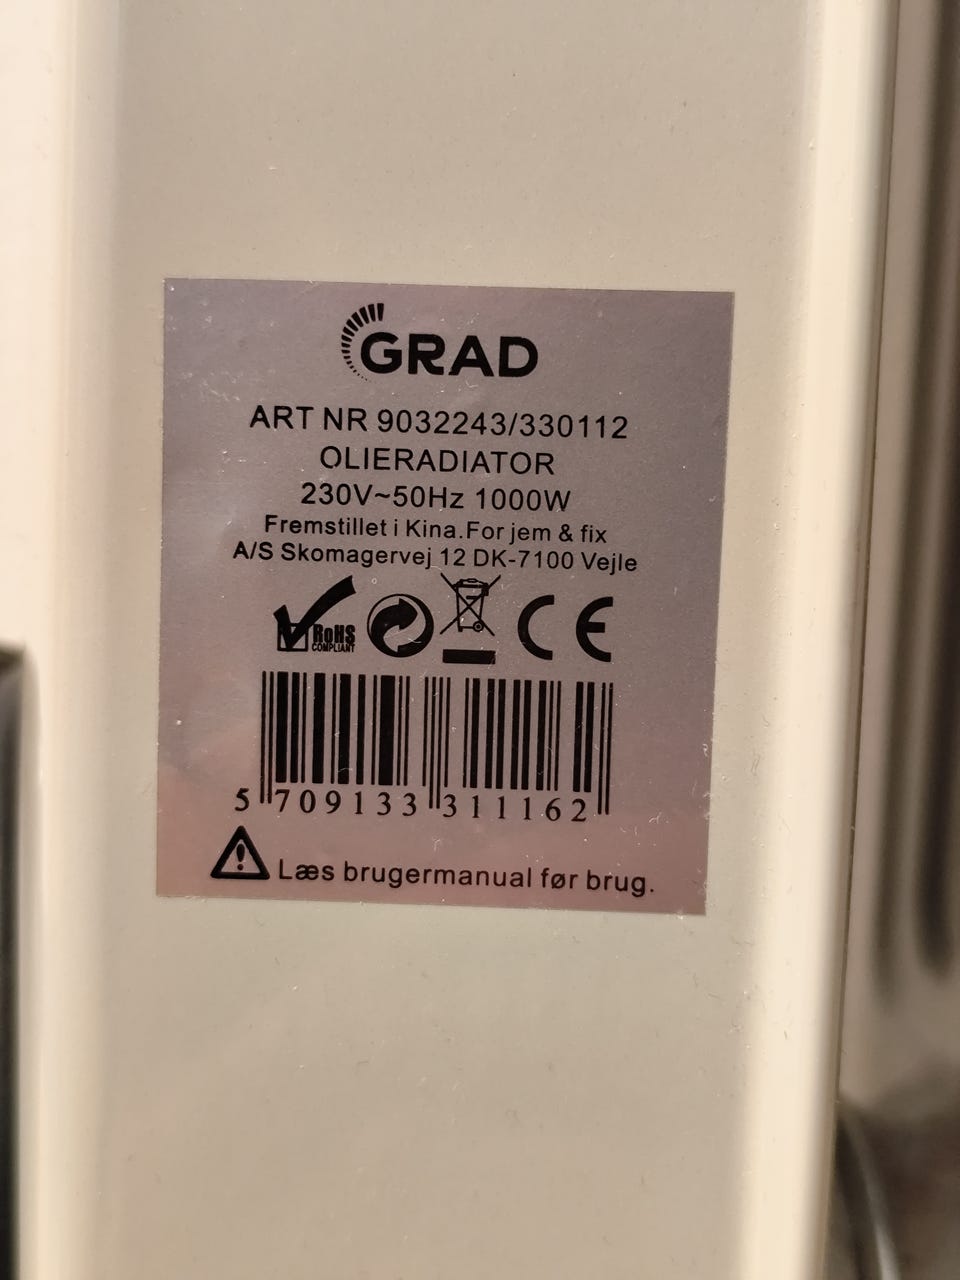 GRAD
ART NR 9032243/330112
OLIERADIATOR
230V~50Hz 1000W
Fremstillet i Kina.For jem & fix
A/S Skomagervej 12 DK-7100 Vejle
RoHS
COMPLIANT
CE
5 709133 311162
Læs brugermanual før brug.